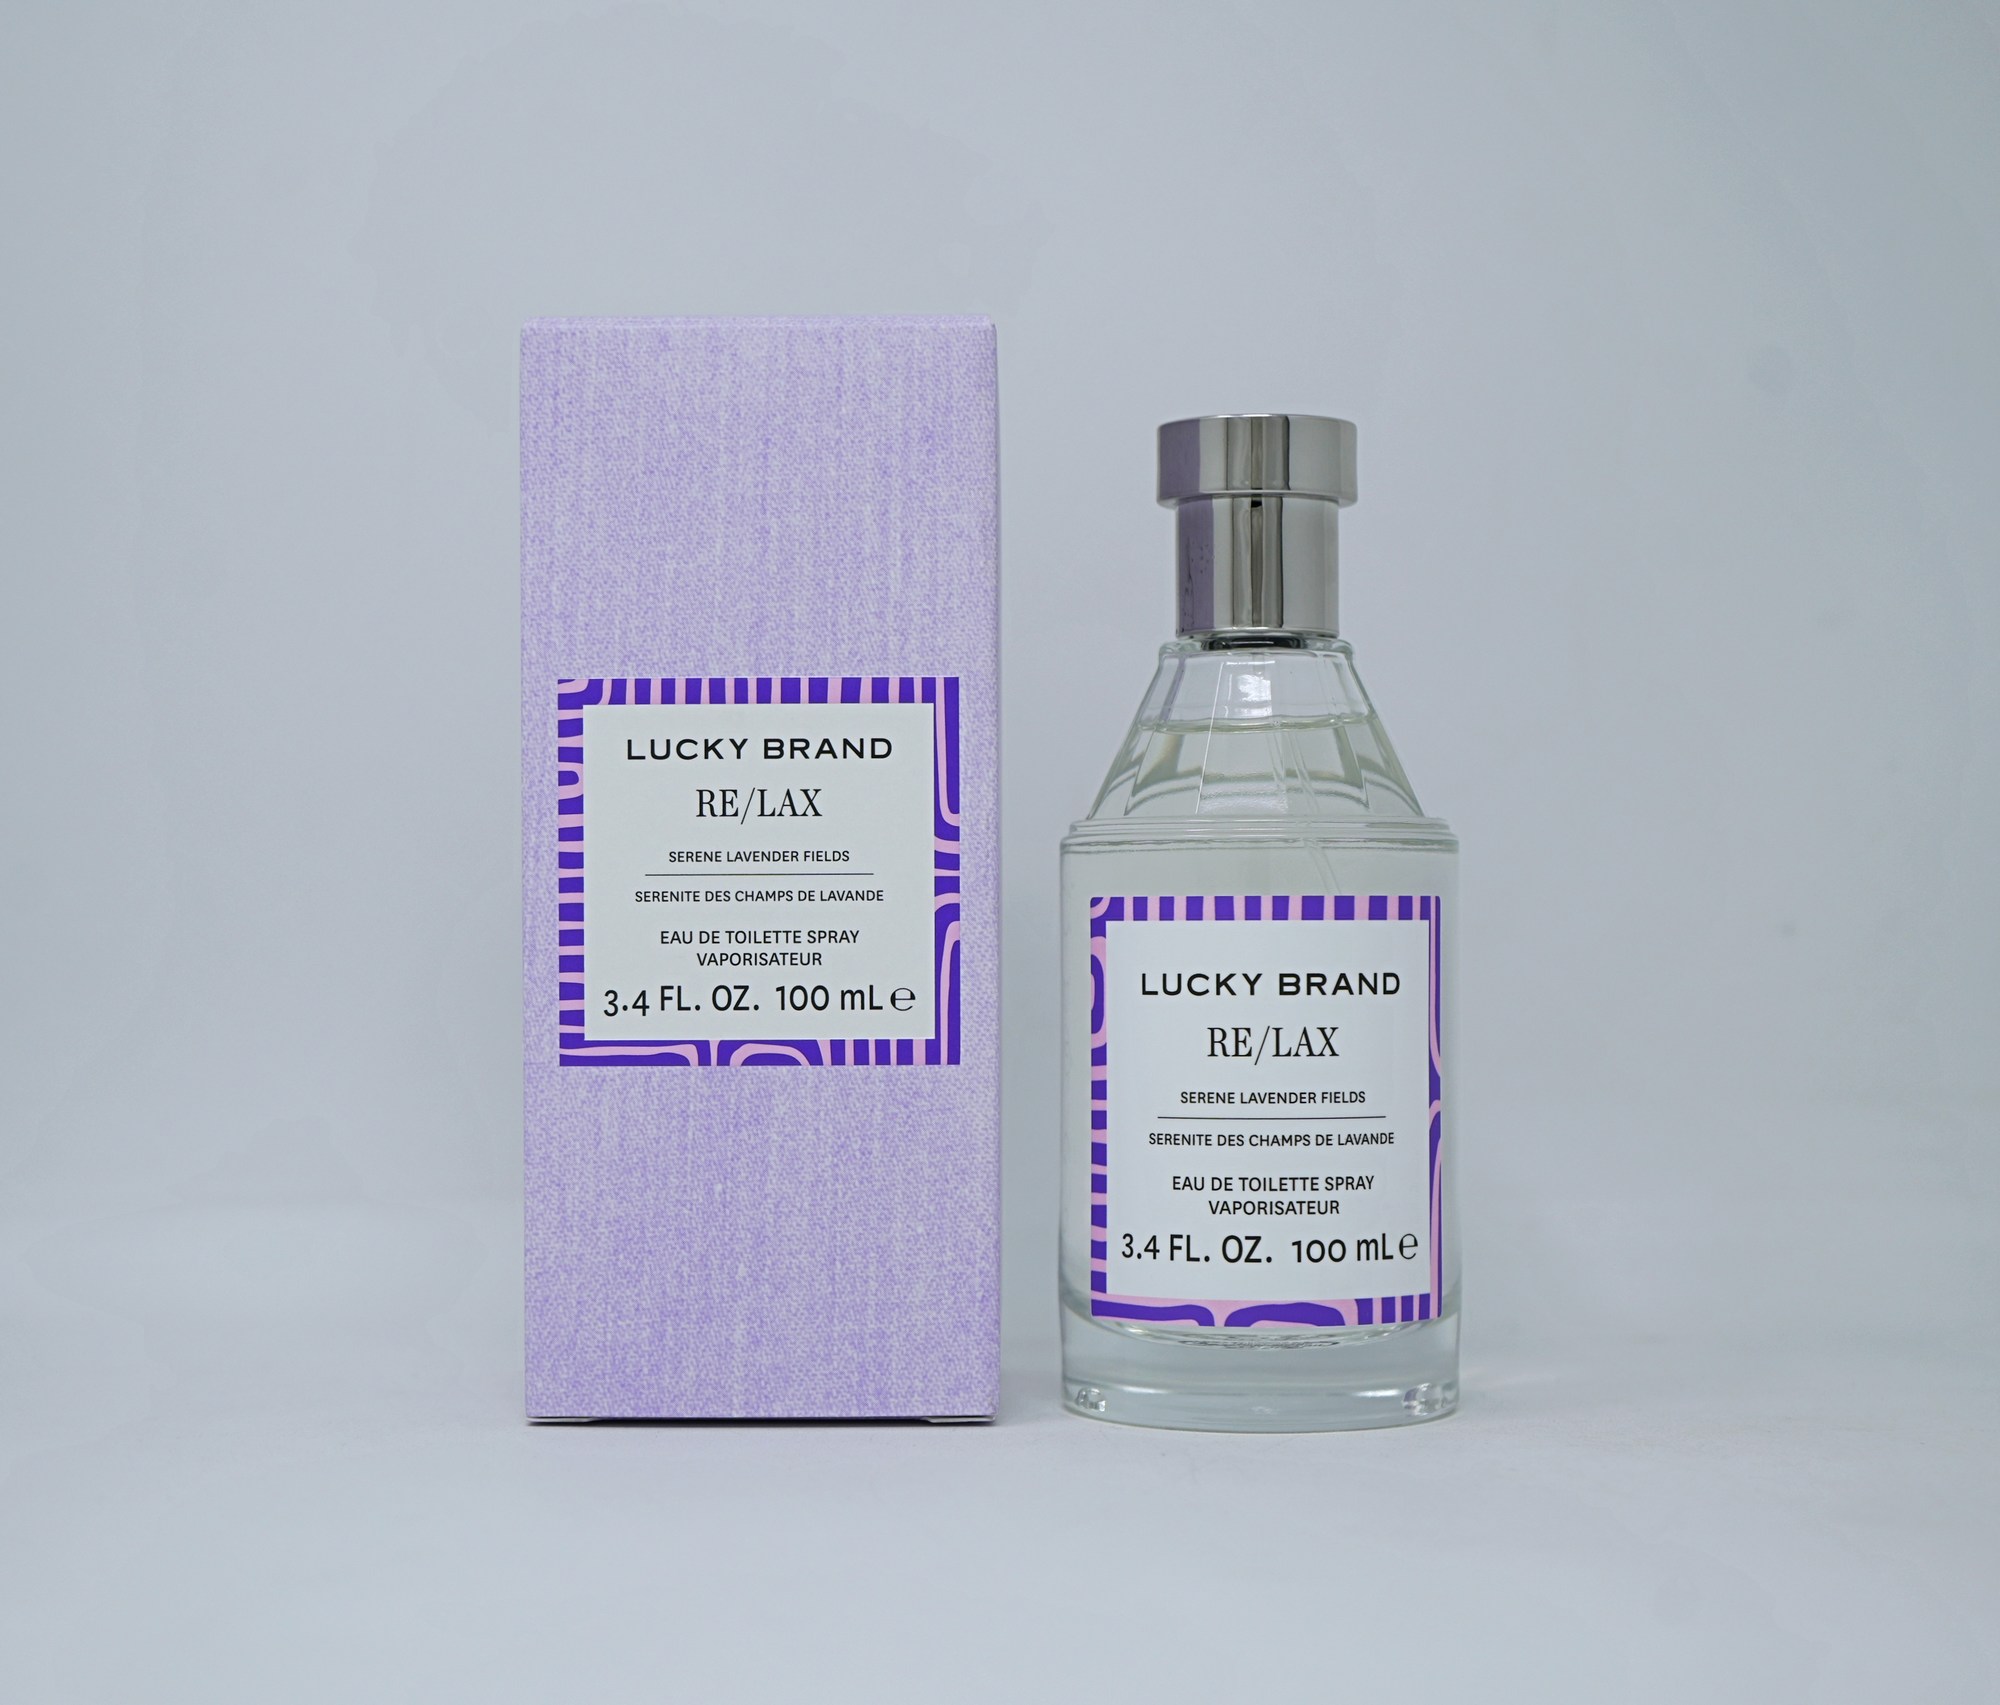 LUCKY BRAND
RE/LAX
SERENE LAVENDER FIELDS
SERENITE DES CHAMPS DE LAVANDE
EAU DE TOILETTE SPRAY
VAPORISATEUR
3.4 FL. OZ. 100 mL ℮
LUCKY BRAND
RE/LAX
SERENE LAVENDER FIELDS
SERENITE DES CHAMPS DE LAVANDE
EAU DE TOILETTE SPRAY
VAPORISATEUR
3.4 FL. OZ. 100 mL ℮